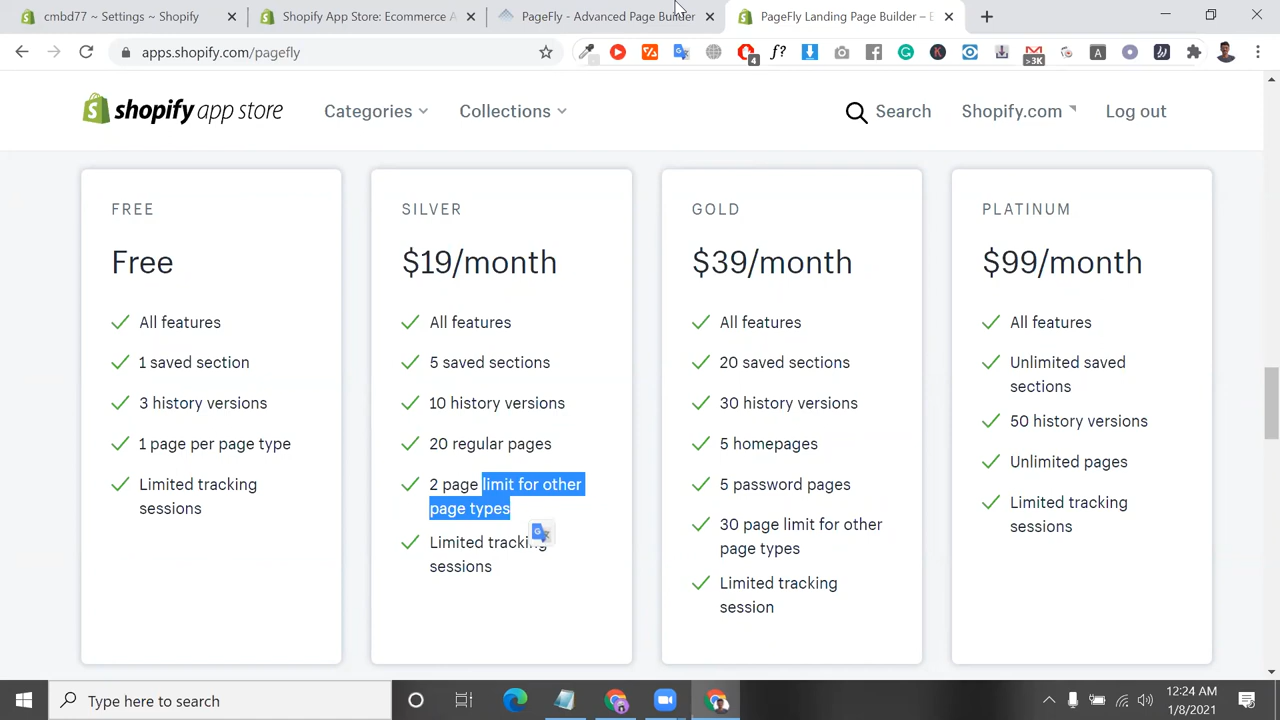 cmbd77 ~ Settings ~ Shopify
Shopify App Store: Ecommerce A
PageFly - Advanced Page Builder
PageFly Landing Page Builder – E
apps.shopify.com/pagefly
4
f?
>3K
A
shopify app store
Categories
Collections
Search
Shopify.com
Log out
FREE
Free
All features
1 saved section
3 history versions
1 page per page type
Limited tracking
sessions
SILVER
$19/month
All features
5 saved sections
10 history versions
20 regular pages
2 page limit for other
page types
Limited tracking
sessions
GOLD
$39/month
All features
20 saved sections
30 history versions
5 homepages
5 password pages
30 page limit for other
page types
Limited tracking
session
PLATINUM
$99/month
All features
Unlimited saved
sections
50 history versions
Unlimited pages
Limited tracking
sessions
Type here to search
12:24 AM
1/8/2021